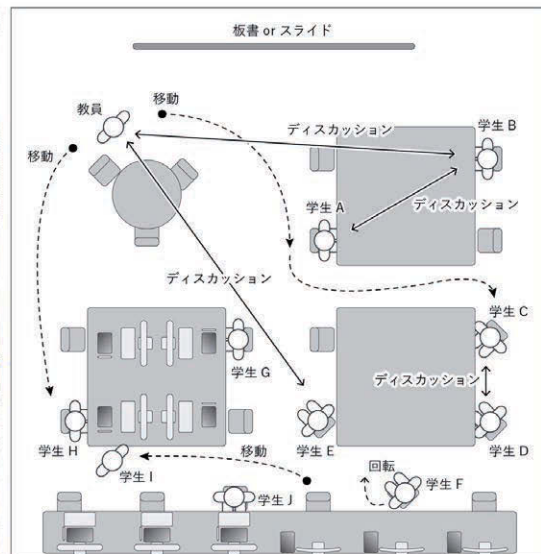 板書 or スライド
移動
教員
ディスカッション
学生 B
移動
学生 A
ディスカッション
ディスカッション
学生 C
ディスカッション
学生 G
学生 H
学生 E
学生 D
移動
回転
学生 I
学生 F
学生 J